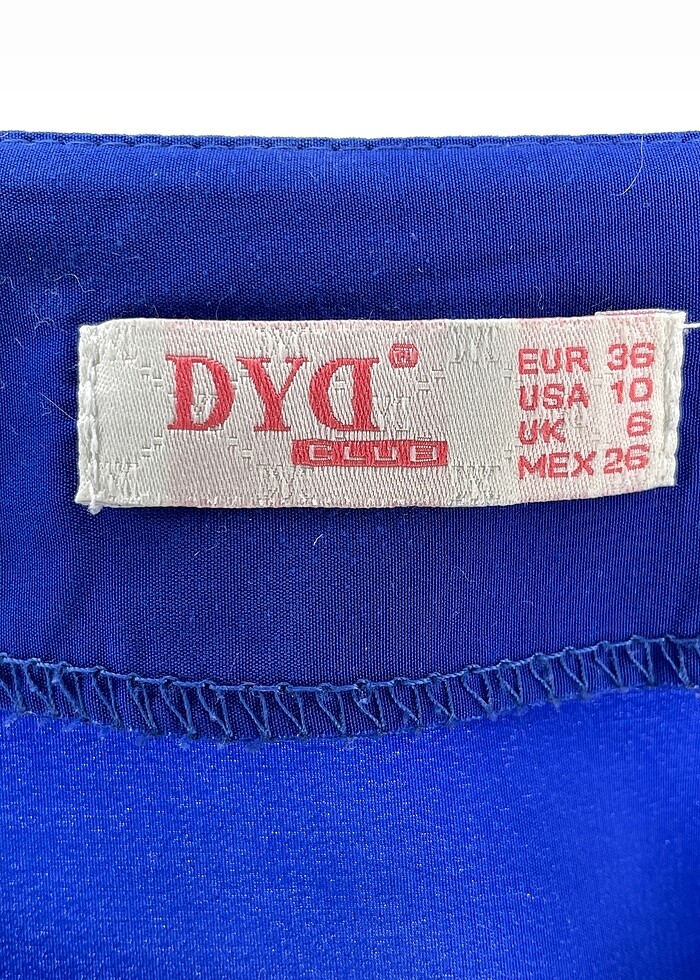 DYD
CLUB
EUR 36
USA 10
UK 6
MEX 26